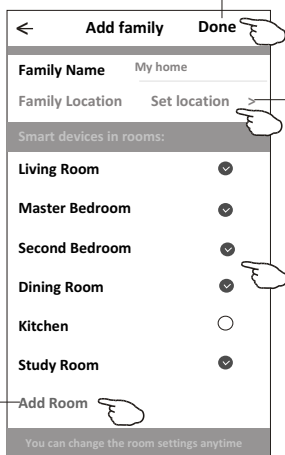 Add family Done
Family Name My home
Family Location Set location >
Smart devices in rooms:
Living Room
Master Bedroom
Second Bedroom
Dining Room
Kitchen
Study Room
Add Room
You can change the room settings anytime